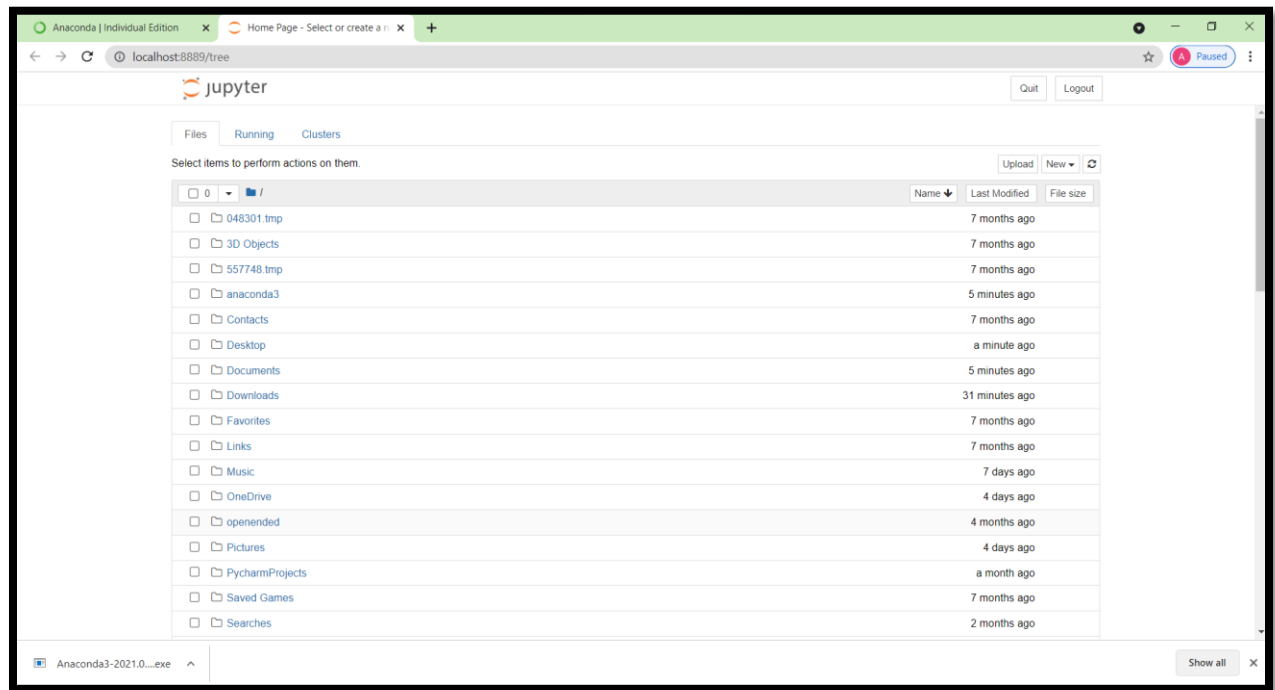 Anaconda | Individual Edition
Home Page - Select or create a n
localhost:8889/tree
A Paused
jupyter
Quit Logout
Files Running Clusters
Select items to perform actions on them.
Upload New
0 /
Name Last Modified File size
048301.tmp 7 months ago
3D Objects 7 months ago
557748.tmp 7 months ago
anaconda3 5 minutes ago
Contacts 7 months ago
Desktop a minute ago
Documents 5 minutes ago
Downloads 31 minutes ago
Favorites 7 months ago
Links 7 months ago
Music 7 days ago
OneDrive 4 days ago
openended 4 months ago
Pictures 4 days ago
PycharmProjects a month ago
Saved Games 7 months ago
Searches 2 months ago
Anaconda3-2021.0....exe
Show all